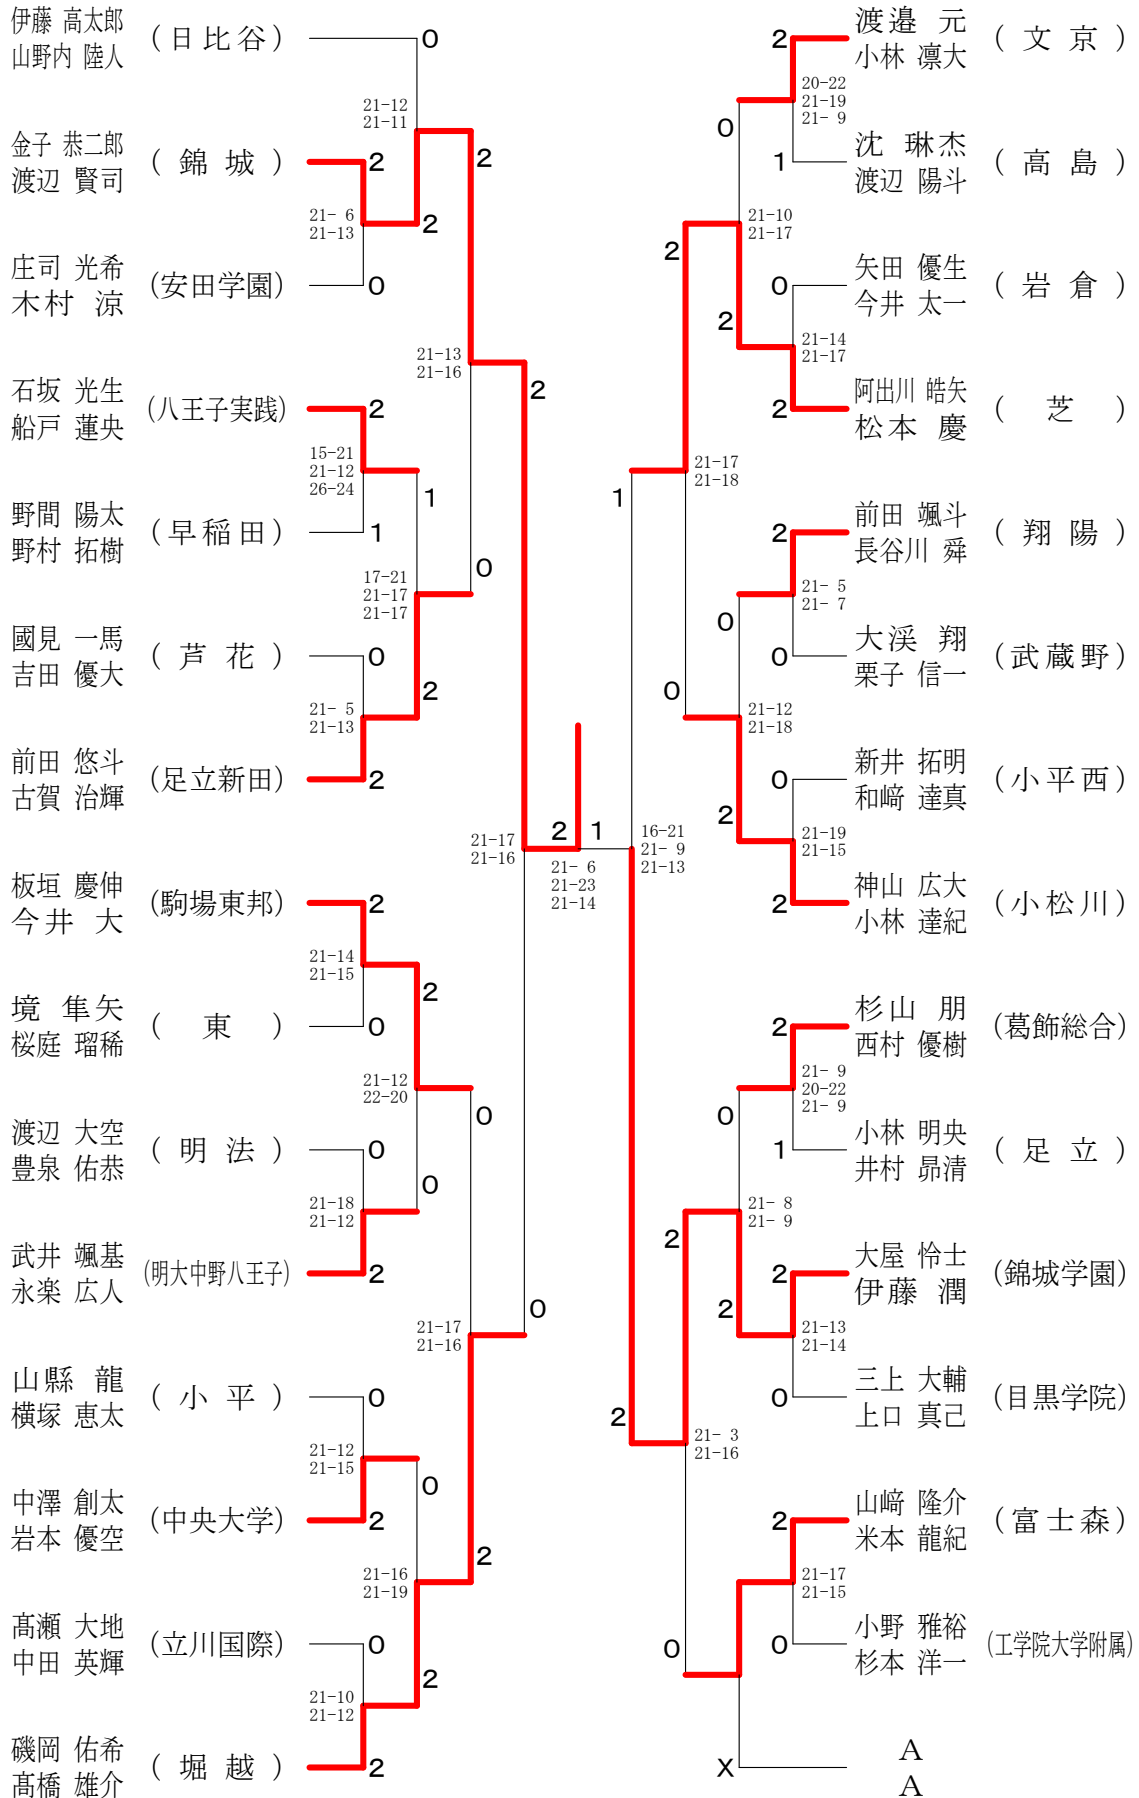 伊藤 高太郎
山野内 陸人
(日比谷)
0
21-12
21-11
金子 恭二郎
渡辺 賢司
(錦城)
2
2
21- 6
21-13
2
庄司 光希
木村 涼
(安田学園)
0
21-13
21-16
2
石坂 光生
船戸 蓮央
(八王子実践)
2
15-21
21-12
26-24
1
野間 陽太
野村 拓樹
(早稲田)
1
0
17-21
21-17
21-17
國見 一馬
吉田 優大
(芦花)
0
2
21- 5
21-13
前田 悠斗
古賀 治輝
(足立新田)
2
21-17
21-16
板垣 慶伸
今井 大
(駒場東邦)
2
21-14
21-15
2
境 隼矢
桜庭 瑠稀
(東)
0
21-12
22-20
0
渡辺 大空
豊泉 佑恭
(明法)
0
0
21-18
21-12
武井 颯基
永楽 広人
(明大中野八王子)
2
0
21-17
21-16
山縣 龍
横塚 恵太
(小平)
0
21-12
21-15
0
中澤 創太
岩本 優空
(中央大学)
2
2
21-16
21-19
髙瀬 大地
中田 英輝
(立川国際)
0
2
21-10
21-12
磯岡 佑希
髙橋 雄介
(堀越)
2
2
1
21- 6
21-23
21-14
2
渡邉 元
小林 凛大
(文京)
20-22
21-19
21- 9
0
1
沈 琳杰
渡辺 陽斗
(高島)
21-10
21-17
2
0
矢田 優生
今井 太一
(岩倉)
2
21-14
21-17
2
阿出川 皓矢
松本 慶
(芝)
21-17
21-18
1
2
前田 颯斗
長谷川 舜
(翔陽)
21- 5
21- 7
0
0
大渓 翔
栗子 信一
(武蔵野)
0
21-12
21-18
0
新井 拓明
和﨑 達真
(小平西)
2
21-19
21-15
16-21
21- 9
21-13
2
神山 広大
小林 達紀
(小松川)
2
杉山 朋
西村 優樹
(葛飾総合)
21- 9
20-22
21- 9
0
1
小林 明央
井村 昴清
(足立)
21- 8
21- 9
2
2
大屋 怜士
伊藤 潤
(錦城学園)
2
21-13
21-14
0
三上 大輔
上口 真己
(目黒学院)
2
21- 3
21-16
2
山﨑 隆介
米本 龍紀
(富士森)
21-17
21-15
0
0
小野 雅裕
杉本 洋一
(工学院大学附属)
X
A
A